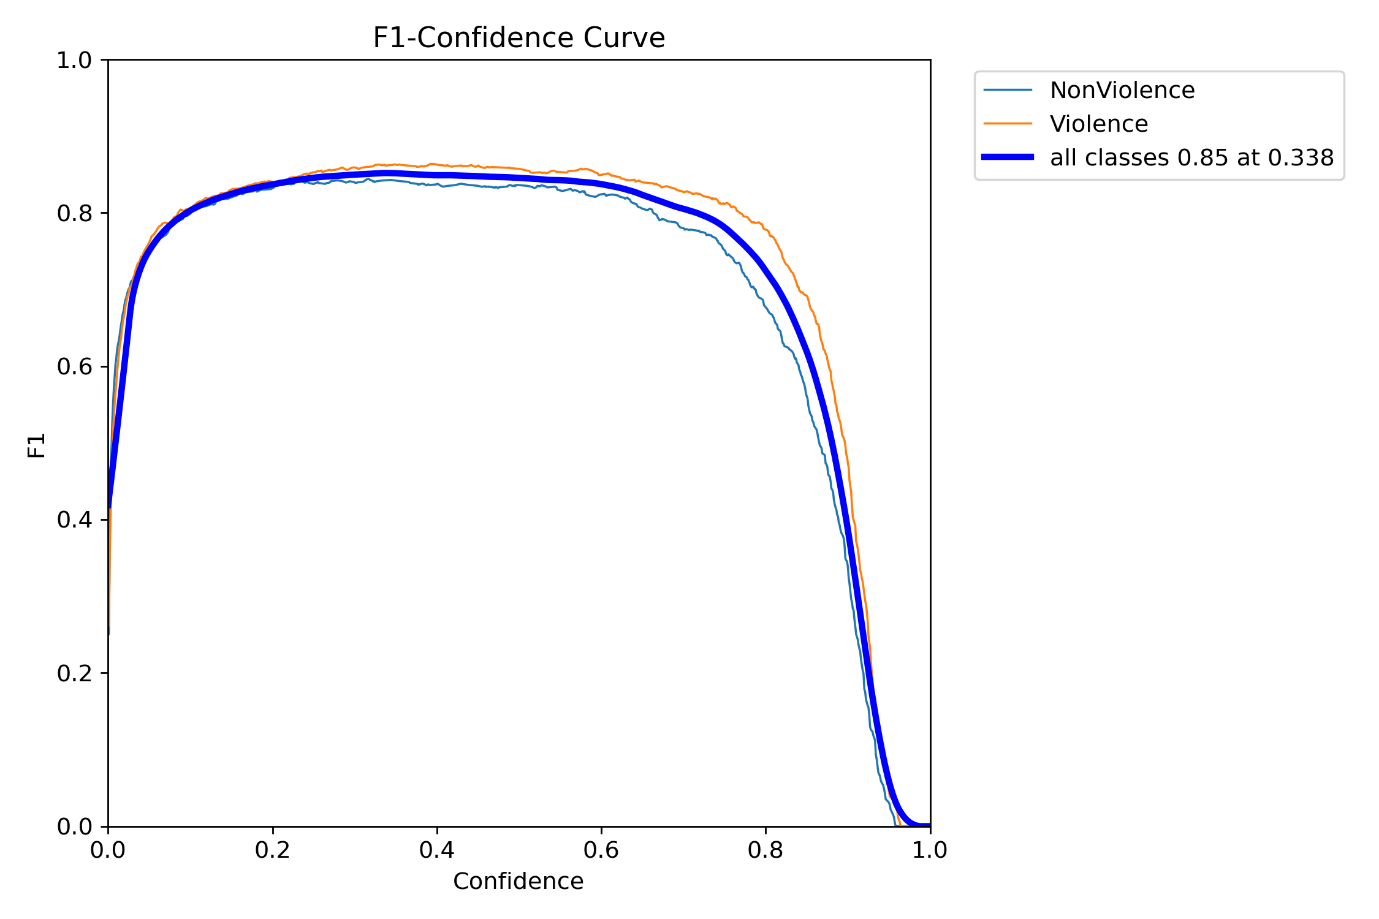 F1-Confidence Curve
NonViolence
Violence
all classes 0.85 at 0.338
1.0
0.8
0.6
0.4
0.2
0.0
F1
0.0 0.2 0.4 0.6 0.8 1.0
Confidence